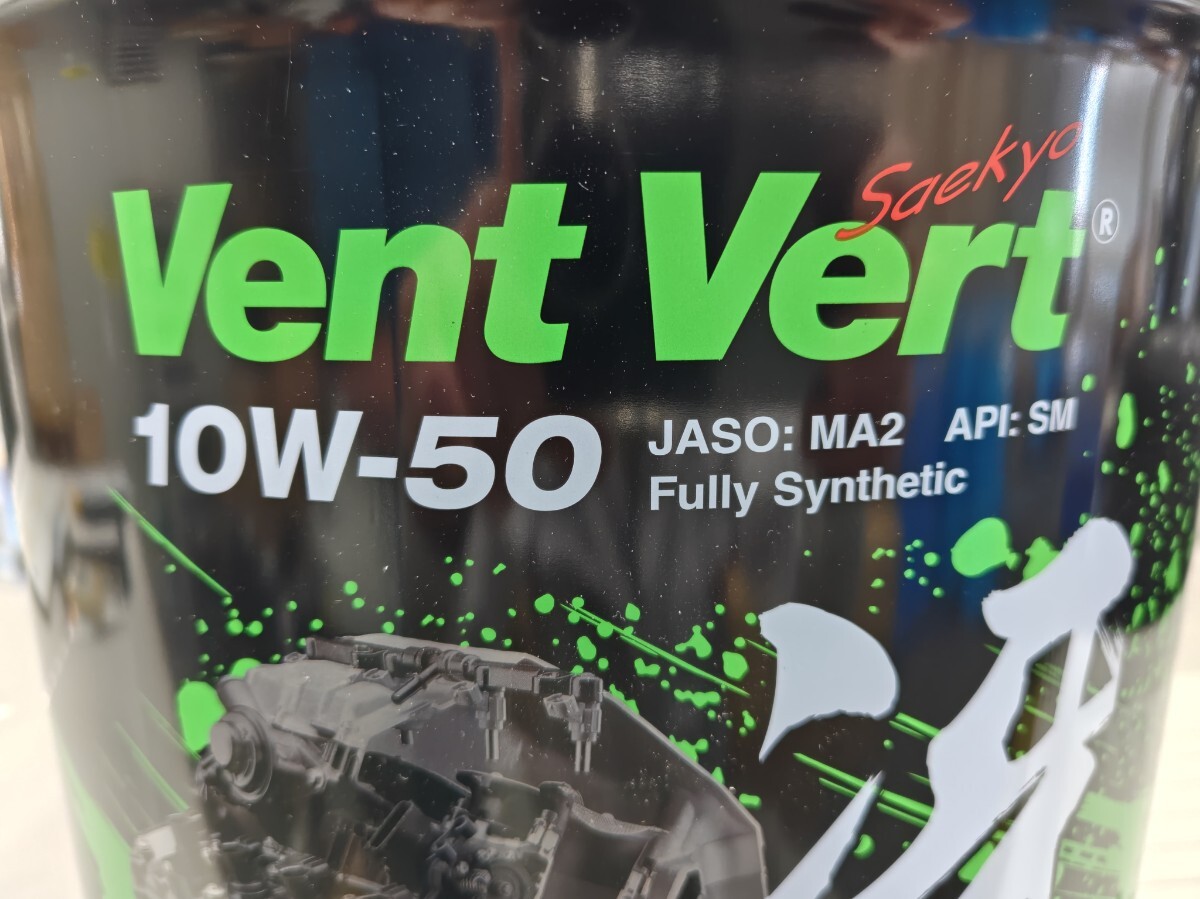 Saekyo
Vent Vert®
10W-50
JASO: MA2 API: SM
Fully Synthetic